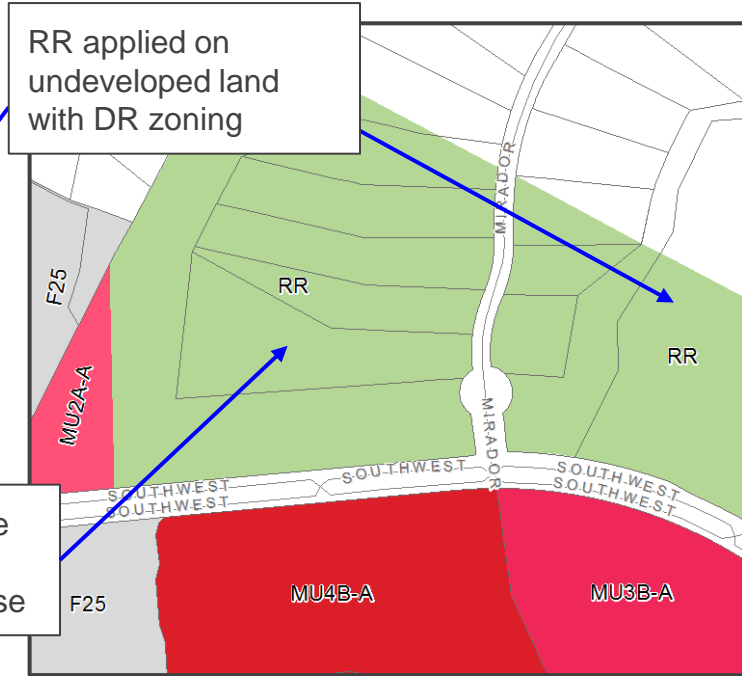 RR applied on
undeveloped land
with DR zoning
MIRADOR
F25
RR
RR
MU2A-A
MIRADOR
SOUTHWEST
SOUTHWEST
SOUTHWEST
SOUTHWEST
SOUTHWEST
F25
MU4B-A
MU3B-A